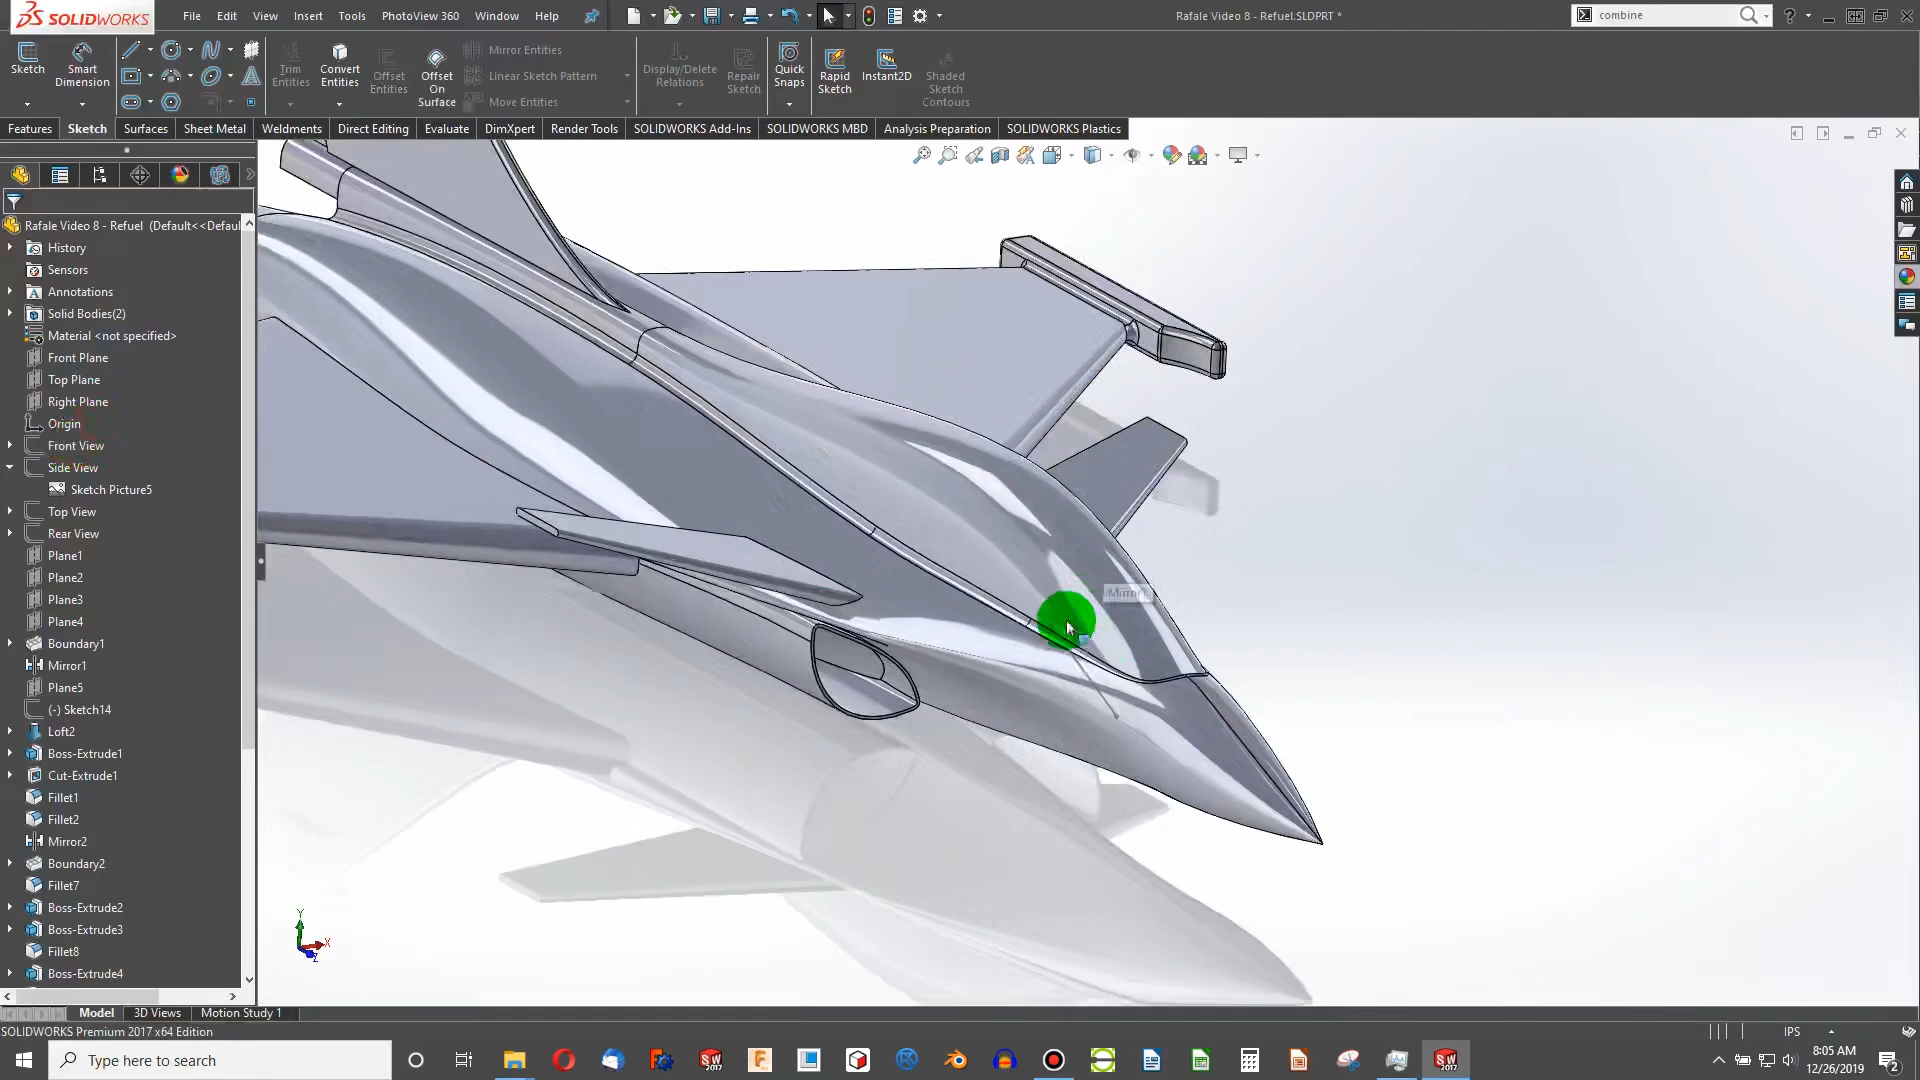 SOLIDWORKS
File Edit View Insert Tools PhotoView 360 Window Help
Rafale Video 8 - Refuel.SLDPRT *
combine
Sketch
Smart Dimension
Trim Entities
Convert Entities
Offset Entities
Offset On Surface
Mirror Entities
Linear Sketch Pattern
Move Entities
Display/Delete Relations
Repair Sketch
Quick Snaps
Rapid Sketch
Instant2D
Shaded Sketch Contours
Features Sketch Surfaces Sheet Metal Weldments Direct Editing Evaluate DimXpert Render Tools SOLIDWORKS Add-Ins SOLIDWORKS MBD Analysis Preparation SOLIDWORKS Plastics
Rafale Video 8 - Refuel (Default<<Defaul
History
Sensors
Annotations
Solid Bodies(2)
Material <not specified>
Front Plane
Top Plane
Right Plane
Origin
Front View
Side View
Sketch Picture5
Top View
Rear View
Plane1
Plane2
Plane3
Plane4
Boundary1
Mirror1
Plane5
(-) Sketch14
Loft2
Boss-Extrude1
Cut-Extrude1
Fillet1
Fillet2
Mirror2
Boundary2
Fillet7
Boss-Extrude2
Boss-Extrude3
Fillet8
Boss-Extrude4
Y
X
Z
Model 3D Views Motion Study 1
SOLIDWORKS Premium 2017 x64 Edition
IPS
Type here to search
8:05 AM
12/26/2019
2